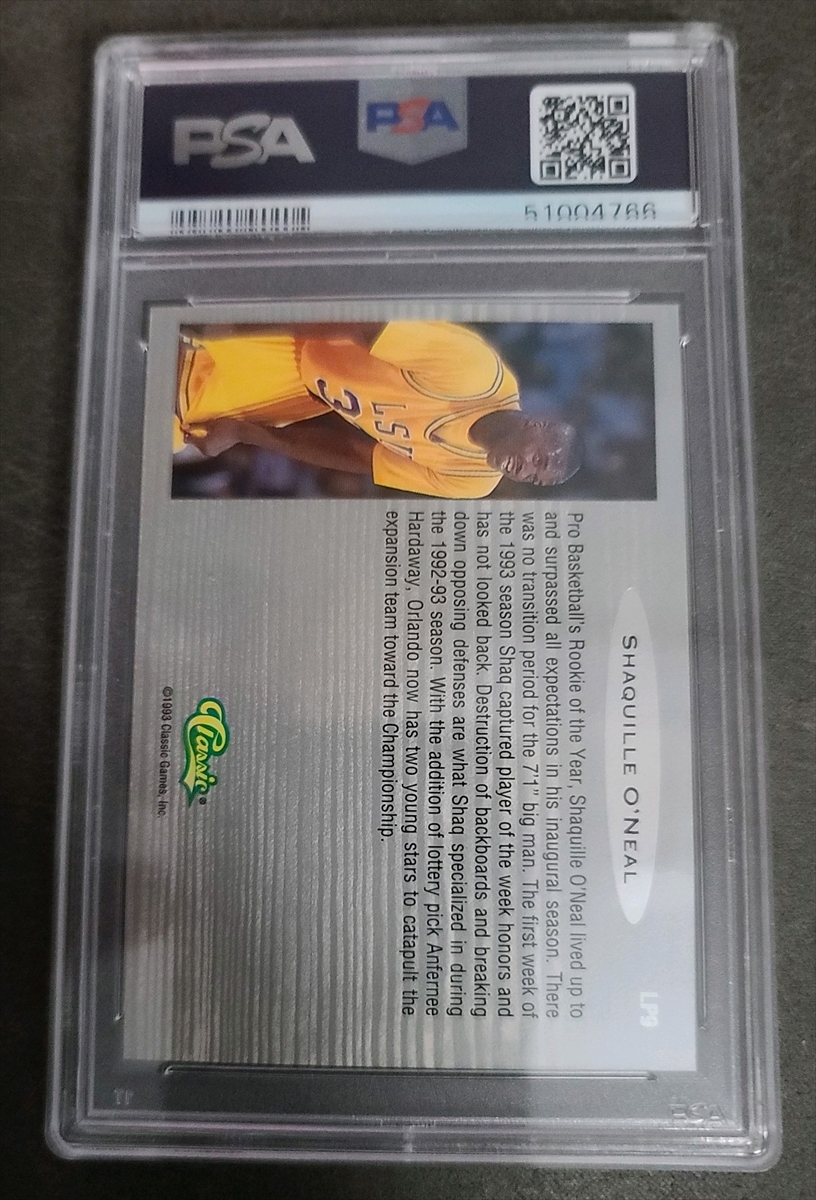 PSA
PSA
51004766
LP9
SHAQUILLE O'NEAL
Pro Basketball's Rookie of the Year, Shaquille O'Neal lived up to
and surpassed all expectations in his inaugural season. There
was no transition period for the 7'1" big man. The first week of
the 1993 season Shaq captured player of the week honors and
has not looked back. Destruction of backboards and breaking
down opposing defenses are what Shaq specialized in during
the 1992-93 season. With the addition of lottery pick Anfernee
Hardaway, Orlando now has two young stars to catapult the
expansion team toward the Championship.
LS
3
Classic®
©1993 Classic Games, Inc.
PSA